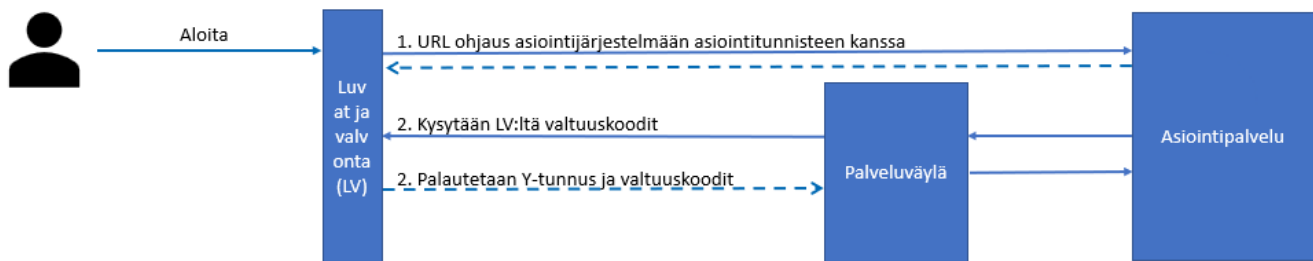 Aloita
1. URL ohjaus asiointijärjestelmään asiointitunnisteen kanssa
Luv
at ja
valv
onta
(LV)
2. Kysytään LV:ltä valtuuskoodit
2. Palautetaan Y-tunnus ja valtuuskoodit
Palveluväylä
Asiointipalvelu